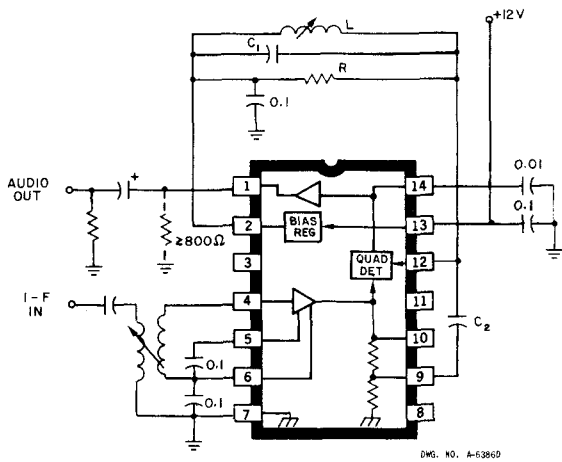 +12V
L
C1
R
0.1
AUDIO OUT
+
≥800Ω
1
2
3
4
5
6
7
14
13
12
11
10
9
8
BIAS REG
QUAD DET
0.01
0.1
I-F IN
0.1
0.1
C2
DWG. NO. A-6386D